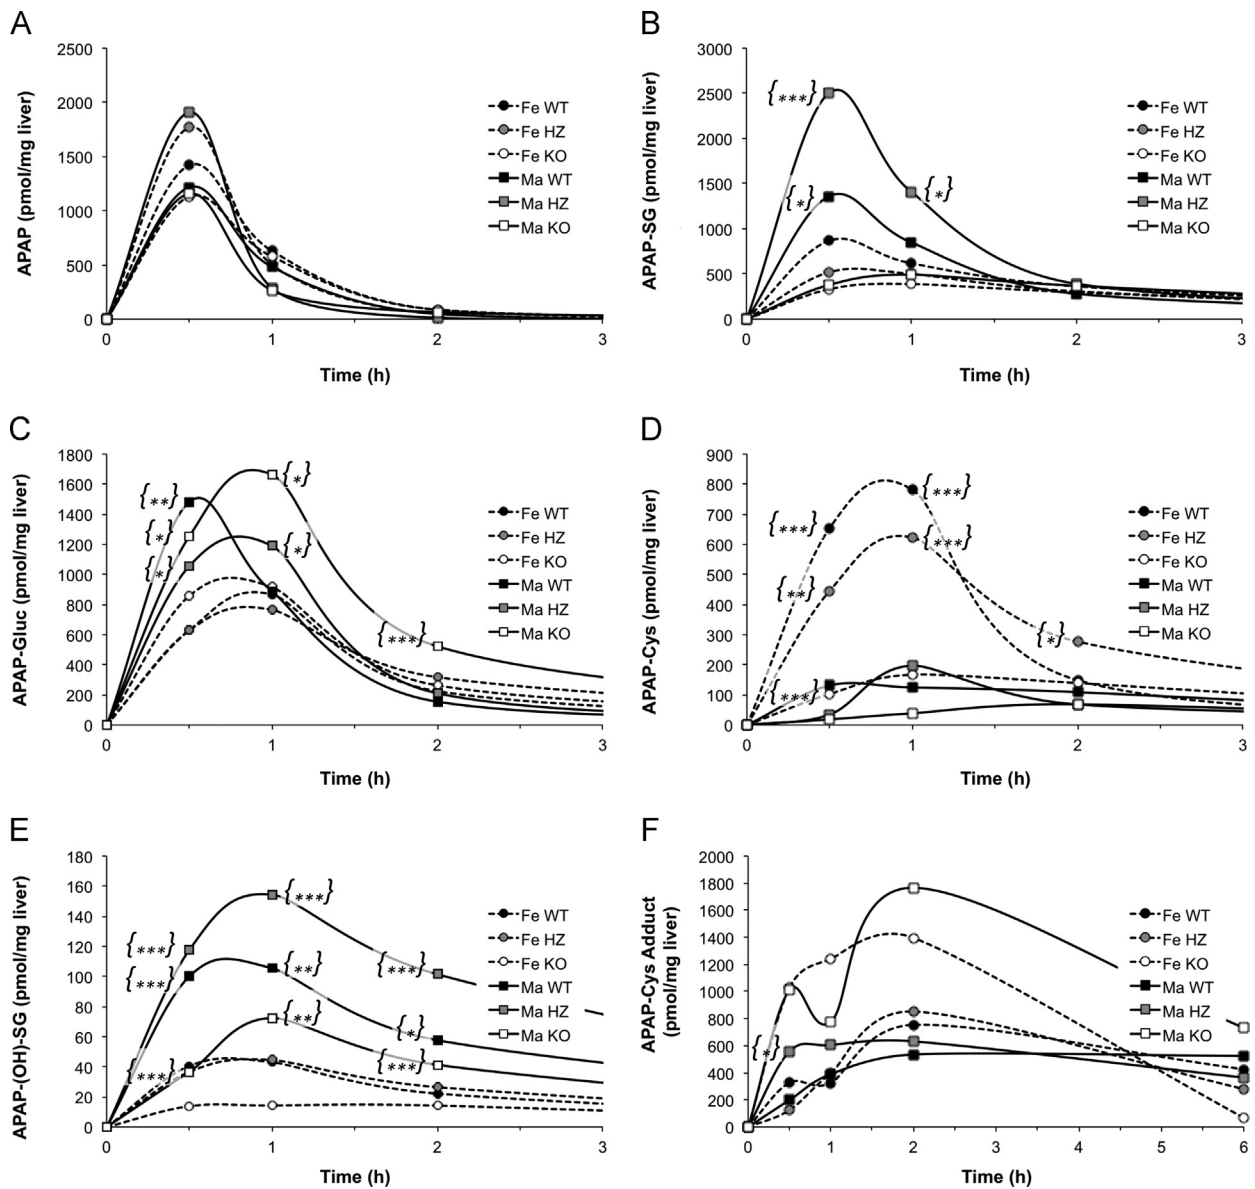 A
APAP (pmol/mg liver)
2500
2000
1500
1000
500
0
0
1
2
3
Time (h)
Fe WT
Fe HZ
Fe KO
Ma WT
Ma HZ
Ma KO
B
APAP-SG (pmol/mg liver)
3000
2500
2000
1500
1000
500
0
0
1
2
3
Time (h)
{***}
{*}
{*}
Fe WT
Fe HZ
Fe KO
Ma WT
Ma HZ
Ma KO
C
APAP-Gluc (pmol/mg liver)
1800
1600
1400
1200
1000
800
600
400
200
0
0
1
2
3
Time (h)
{**}
{*}
{*}
{*}
{*}
{***}
Fe WT
Fe HZ
Fe KO
Ma WT
Ma HZ
Ma KO
D
APAP-Cys (pmol/mg liver)
900
800
700
600
500
400
300
200
100
0
0
1
2
3
Time (h)
{***}
{***}
{***}
{**}
{*}
{***}
Fe WT
Fe HZ
Fe KO
Ma WT
Ma HZ
Ma KO
E
APAP-(OH)-SG (pmol/mg liver)
180
160
140
120
100
80
60
40
20
0
0
1
2
3
Time (h)
{***}
{***}
{***}
{***}
{**}
{**}
{***}
{*}
{***}
Fe WT
Fe HZ
Fe KO
Ma WT
Ma HZ
Ma KO
F
APAP-Cys Adduct
(pmol/mg liver)
2000
1800
1600
1400
1200
1000
800
600
400
200
0
0
1
2
3
4
5
6
Time (h)
{*}
Fe WT
Fe HZ
Fe KO
Ma WT
Ma HZ
Ma KO